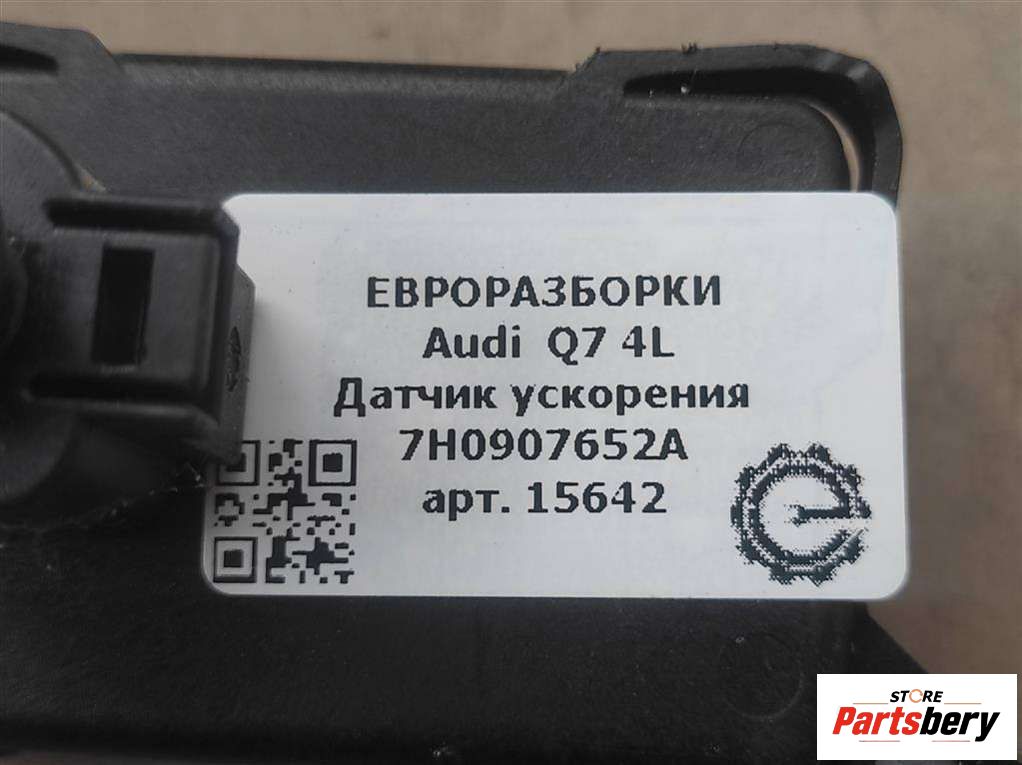 ЕВРОРАЗБОРКИ
Audi Q7 4L
Датчик ускорения
7H0907652A
арт. 15642
STORE
Partsbery